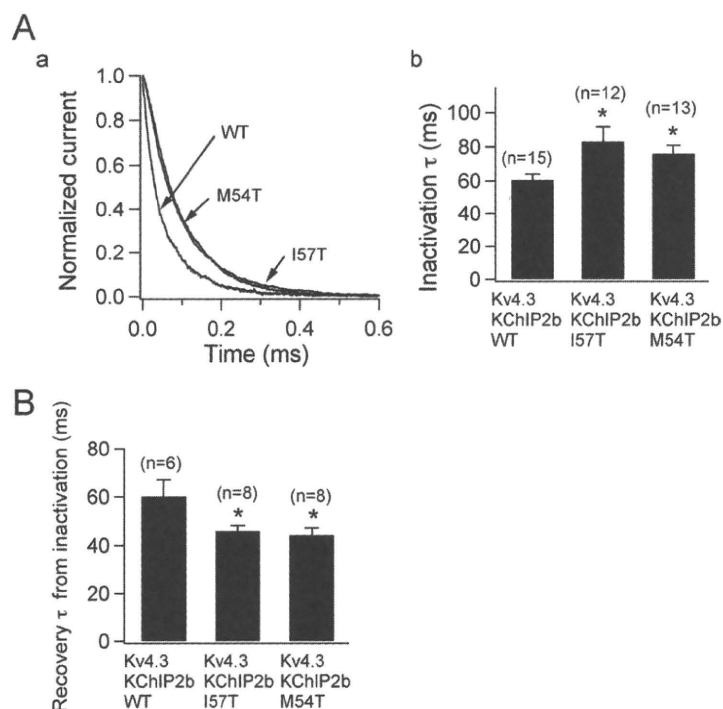 A
a
Normalized current
1.0
0.8
0.6
0.4
0.2
0.0
WT
M54T
I57T
0.0 0.2 0.4 0.6
Time (ms)
b
Inactivation τ (ms)
100
80
60
40
20
0
(n=15)
(n=12)
*
(n=13)
*
Kv4.3 Kv4.3 Kv4.3
KChIP2b KChIP2b KChIP2b
WT I57T M54T
B
Recovery τ from inactivation (ms)
80
60
40
20
0
(n=6)
(n=8)
*
(n=8)
*
Kv4.3 Kv4.3 Kv4.3
KChIP2b KChIP2b KChIP2b
WT I57T M54T